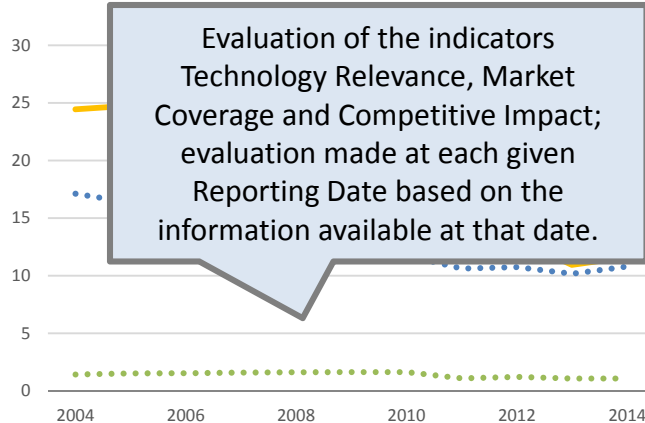 30
25
20
15
10
5
0
Evaluation of the indicators
Technology Relevance, Market
Coverage and Competitive Impact;
evaluation made at each given
Reporting Date based on the
information available at that date.
2004 2006 2008 2010 2012 2014